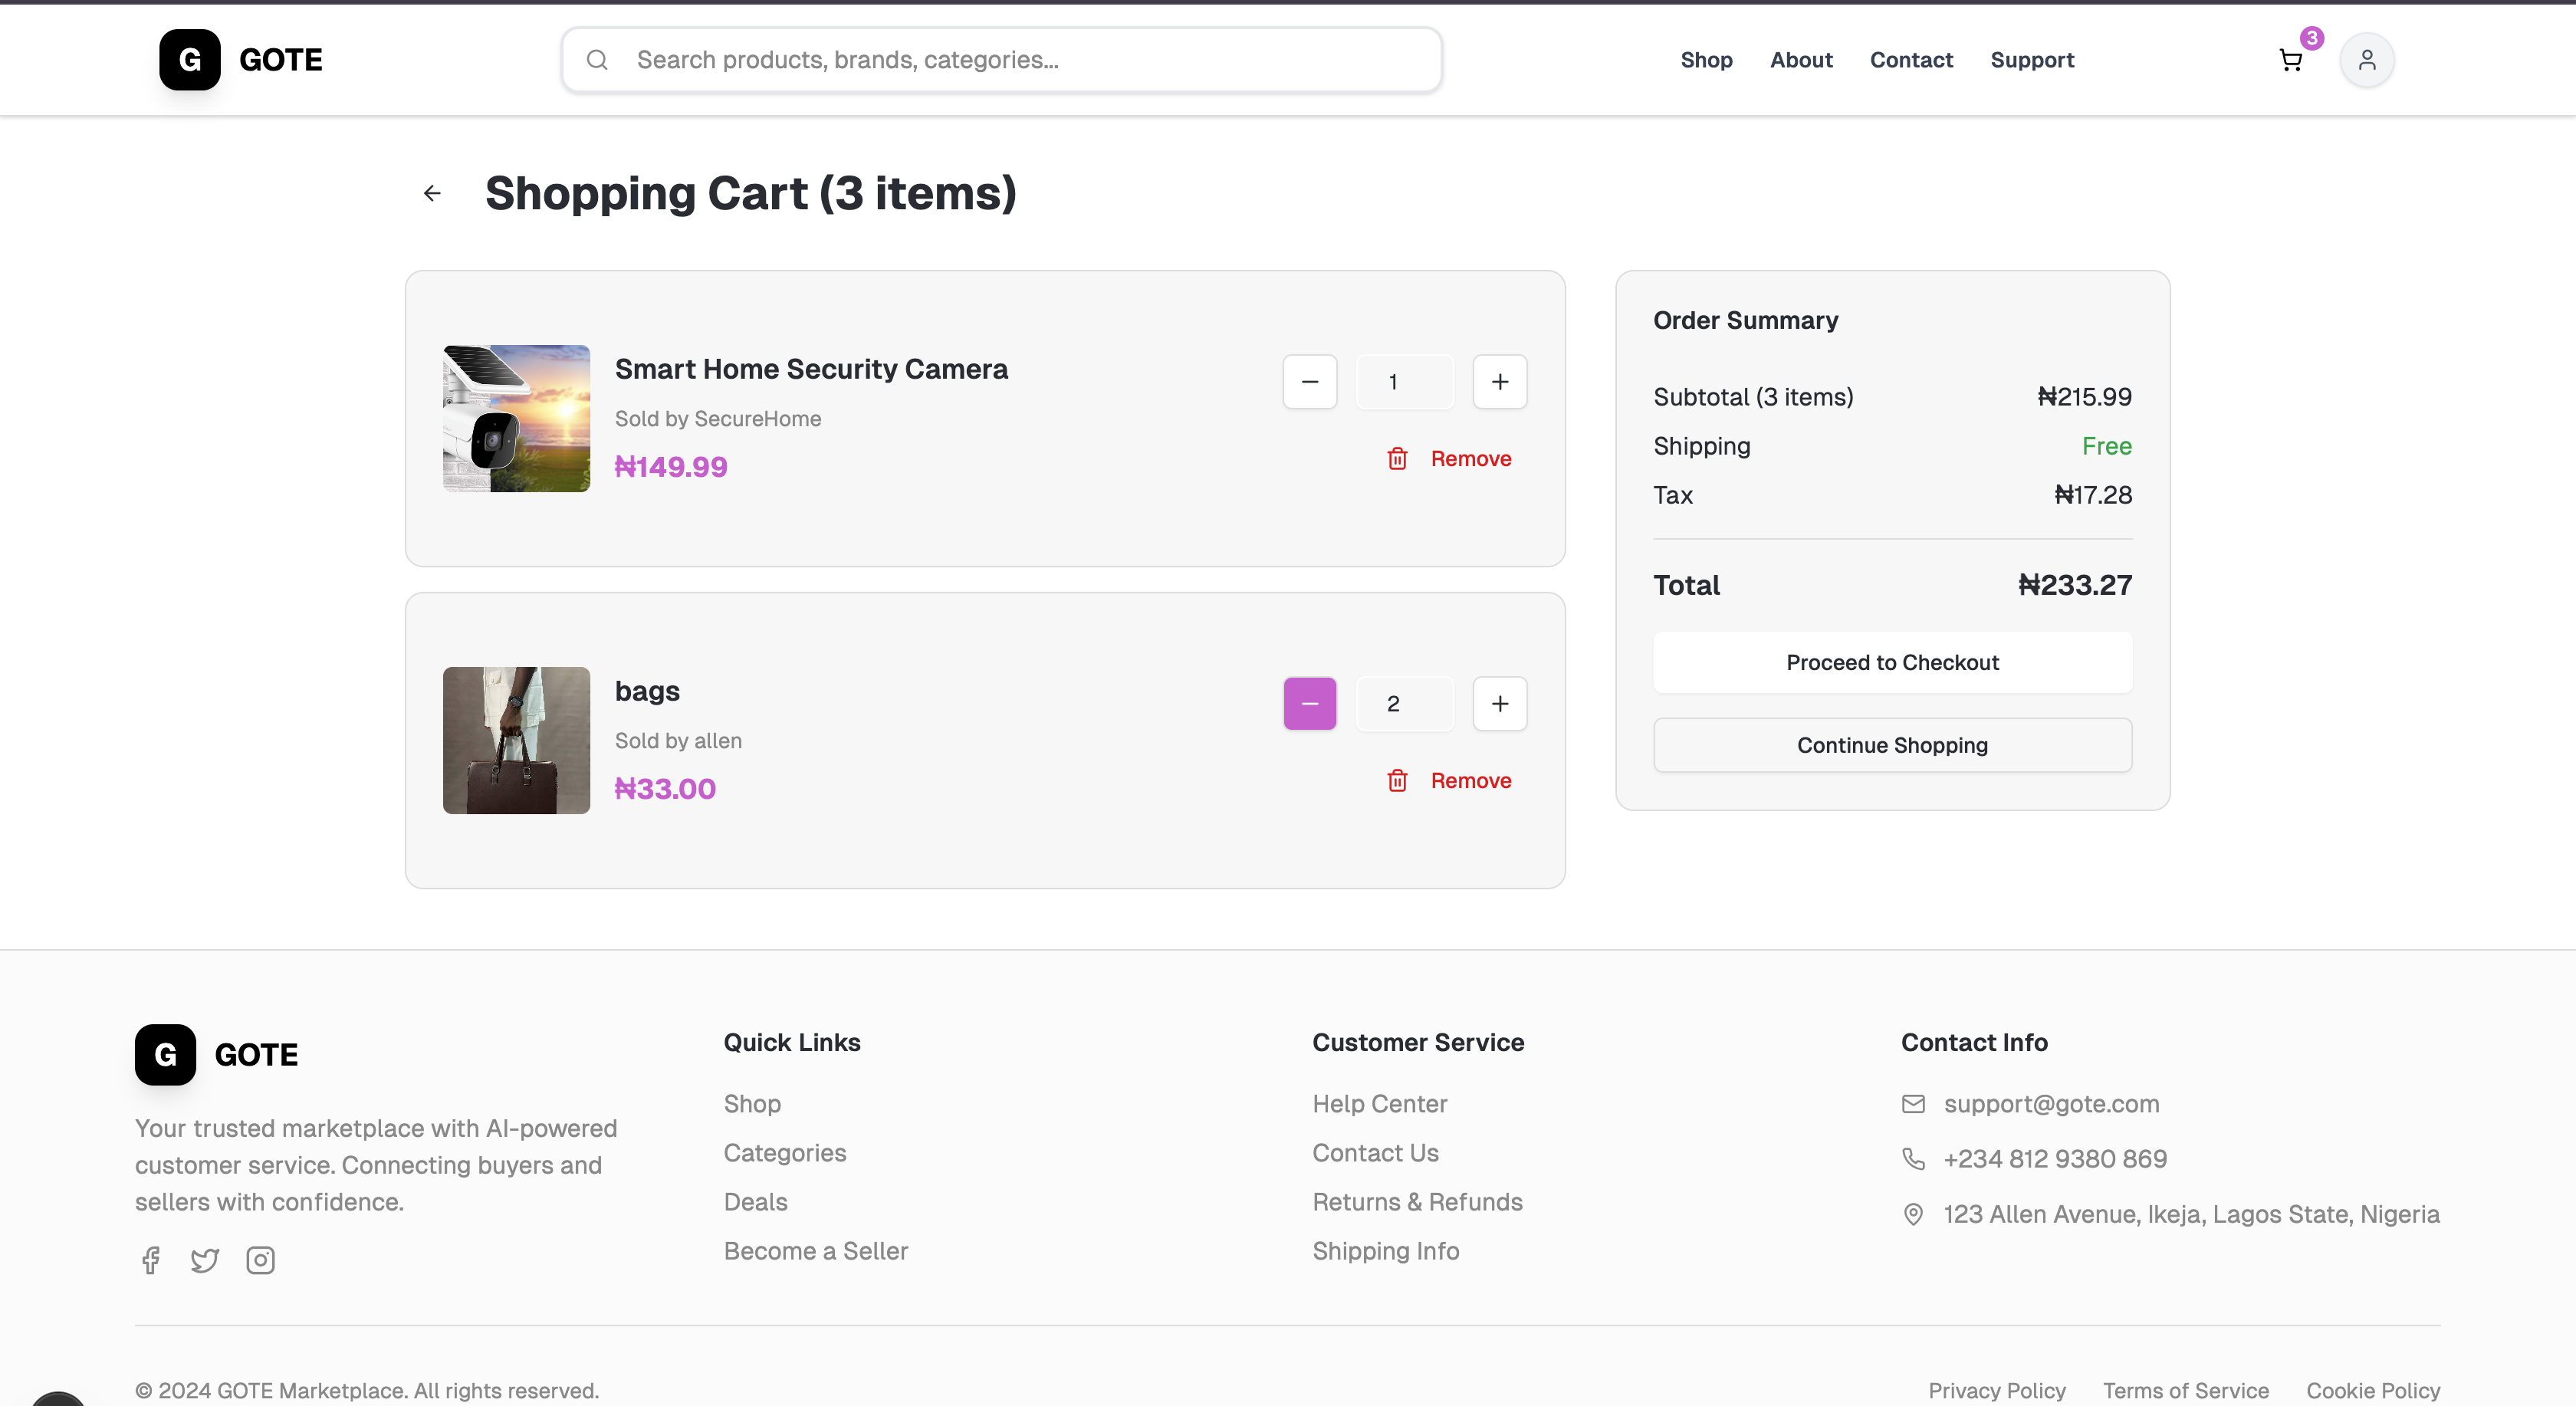 G GOTE
Search products, brands, categories...
Shop About Contact Support
3
Shopping Cart (3 items)
Smart Home Security Camera
Sold by SecureHome
₦149.99
1
Remove
bags
Sold by allen
₦33.00
2
Remove
Order Summary
Subtotal (3 items) ₦215.99
Shipping Free
Tax ₦17.28
Total ₦233.27
Proceed to Checkout
Continue Shopping
G GOTE
Your trusted marketplace with AI-powered
customer service. Connecting buyers and
sellers with confidence.
Quick Links
Shop
Categories
Deals
Become a Seller
Customer Service
Help Center
Contact Us
Returns & Refunds
Shipping Info
Contact Info
support@gote.com
+234 812 9380 869
123 Allen Avenue, Ikeja, Lagos State, Nigeria
© 2024 GOTE Marketplace. All rights reserved.
Privacy Policy Terms of Service Cookie Policy